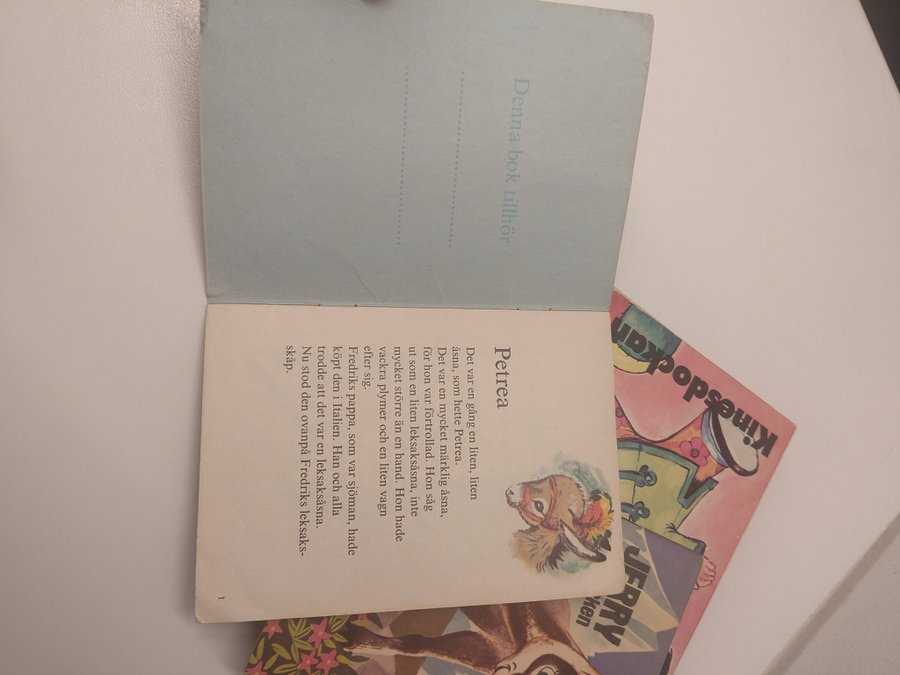 Denna bok tillhör
Petrea
Det var en gång en liten, liten
åsna, som hette Petrea.
Det var en mycket märklig åsna,
för hon var förtrollad. Hon såg
ut som en liten leksaksåsna, inte
mycket större än en hand. Hon hade
vackra plymer och en liten vagn
efter sig.
Fredriks pappa, som var sjöman, hade
köpt den i Italien. Han och alla
trodde att det var en leksaksåsna.
Nu stod den ovanpå Fredriks leksaks-
skåp.
1
Kinesdockan
JERRY